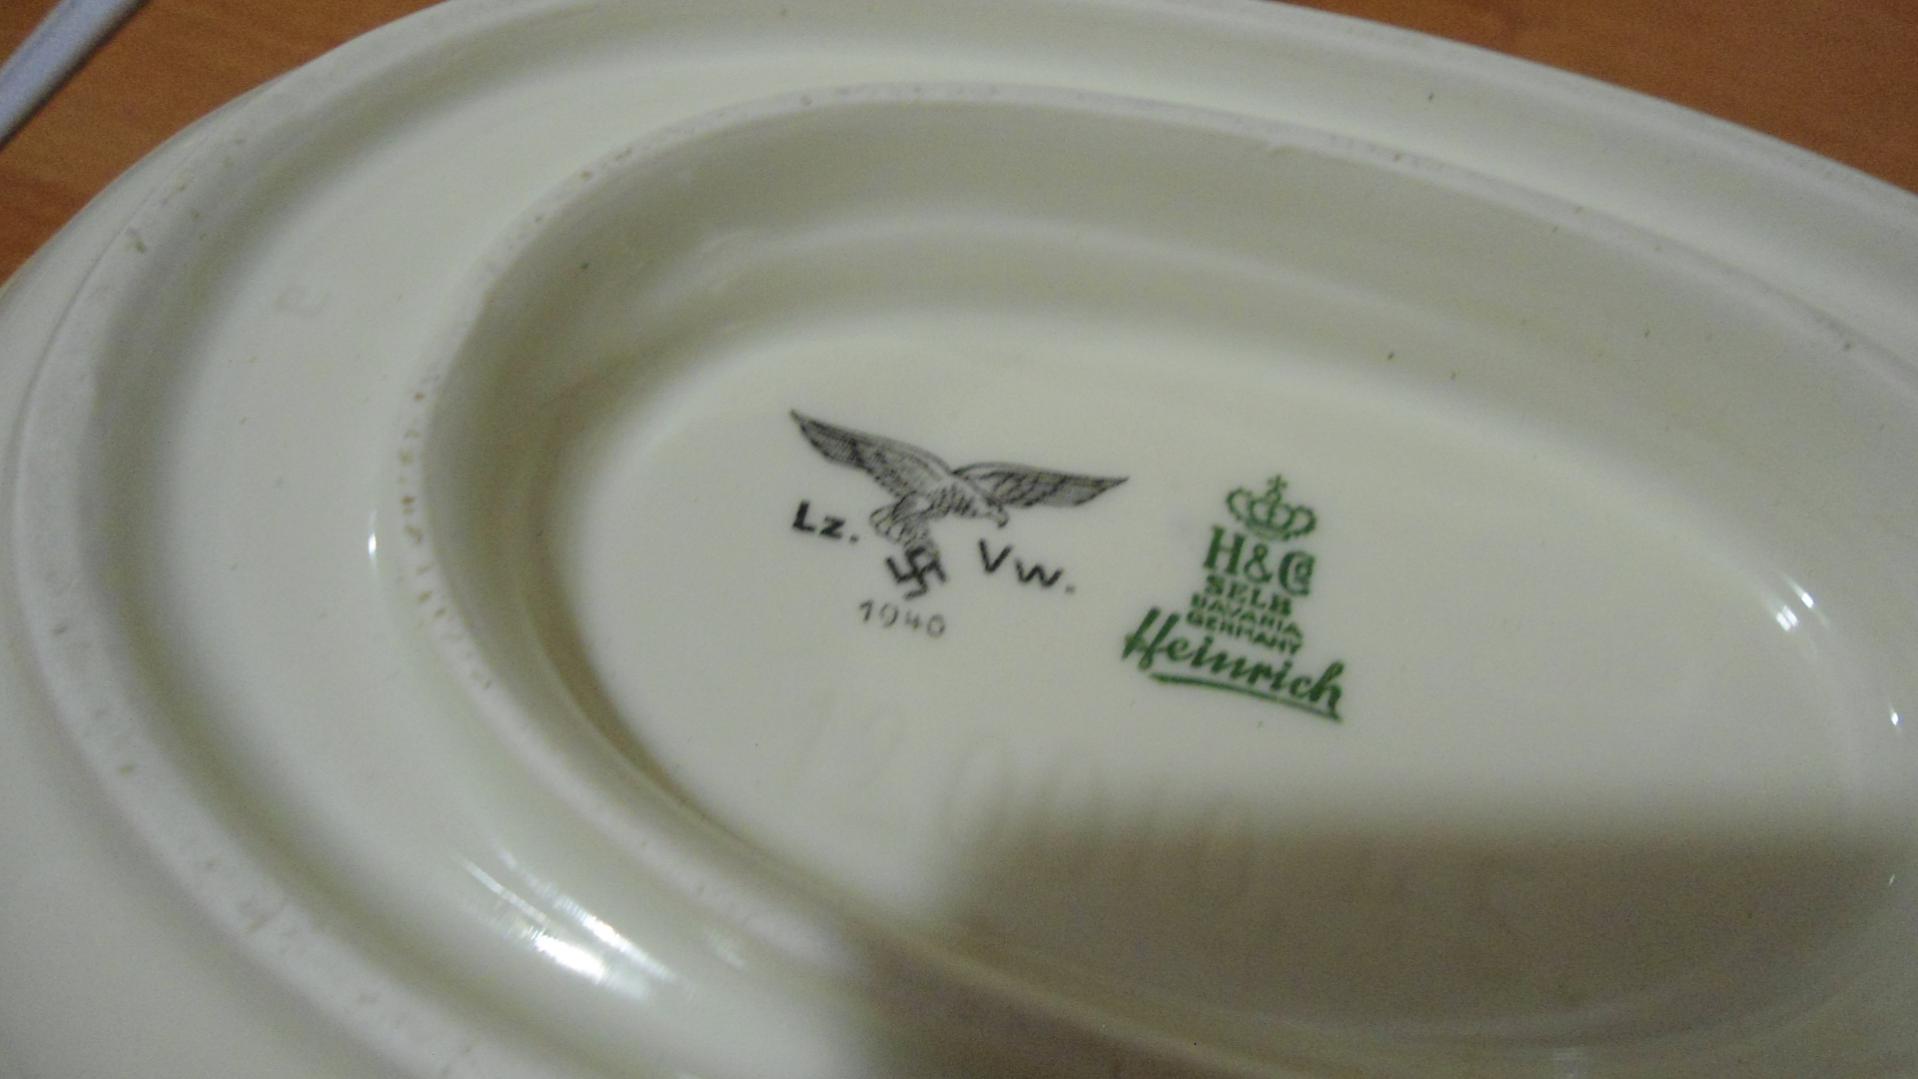 Lz. Vw.
1940
H&Co
SELB
BAVARIA
GERMANY
Heinrich